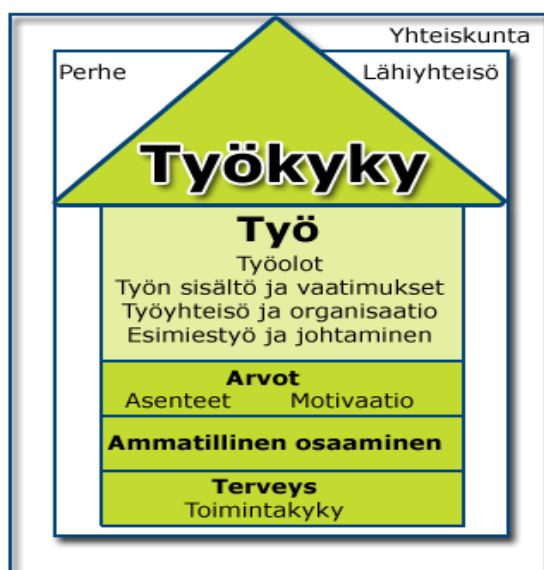 Yhteiskunta
Perhe Lähiyhteisö
Työkyky
Työ
Työolot
Työn sisältö ja vaatimukset
Työyhteisö ja organisaatio
Esimiestyö ja johtaminen
Arvot
Asenteet Motivaatio
Ammatillinen osaaminen
Terveys
Toimintakyky